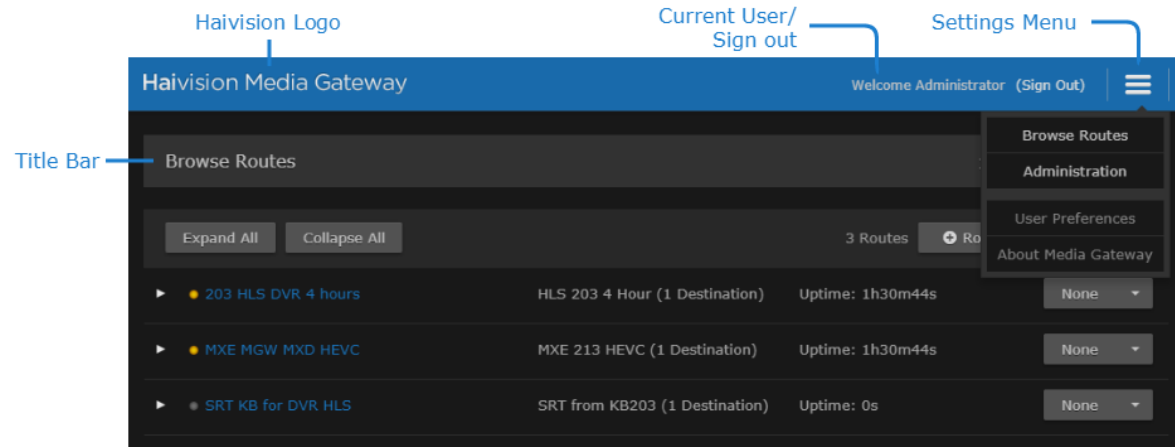 Haivision Logo
Current User/
Sign out
Settings Menu
Haivision Media Gateway
Welcome Administrator (Sign Out)
Browse Routes
Administration
User Preferences
About Media Gateway
Title Bar
Browse Routes
Expand All
Collapse All
3 Routes
Ro
203 HLS DVR 4 hours HLS 203 4 Hour (1 Destination) Uptime: 1h30m44s None
MXE MGW MXD HEVC MXE 213 HEVC (1 Destination) Uptime: 1h30m44s None
SRT KB for DVR HLS SRT from KB203 (1 Destination) Uptime: 0s None